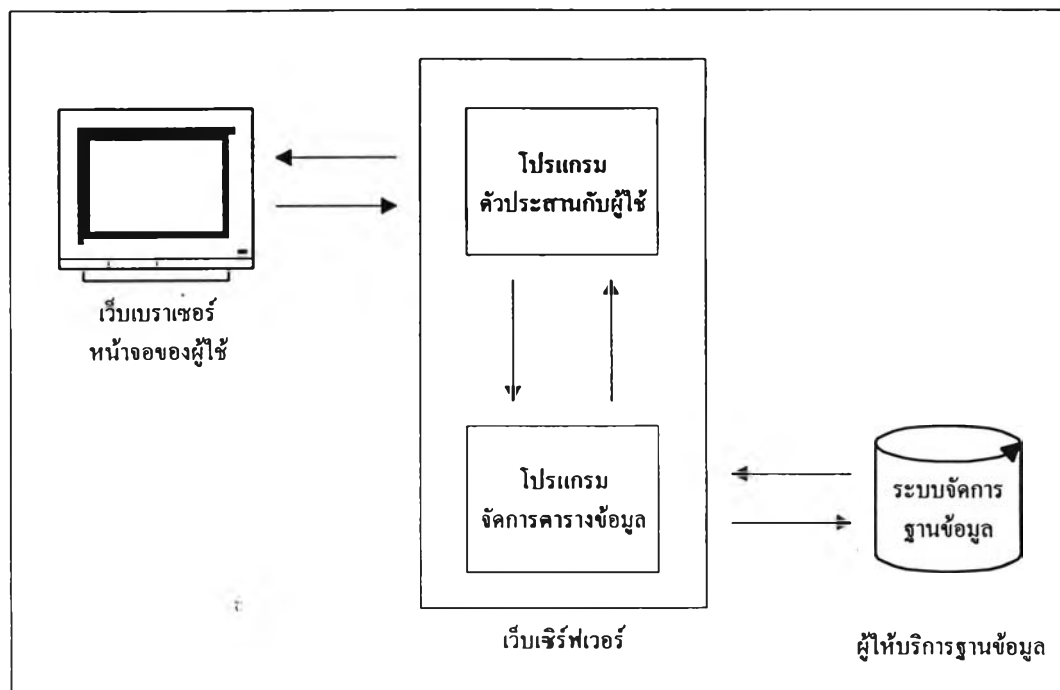 โปรแกรม
ตัวประสานกับผู้ใช้
เว็บเบราเซอร์
หน้าจอของผู้ใช้
โปรแกรม
จัดการตารางข้อมูล
ระบบจัดการ
ฐานข้อมูล
เว็บเซิร์ฟเวอร์
ผู้ให้บริการฐานข้อมูล